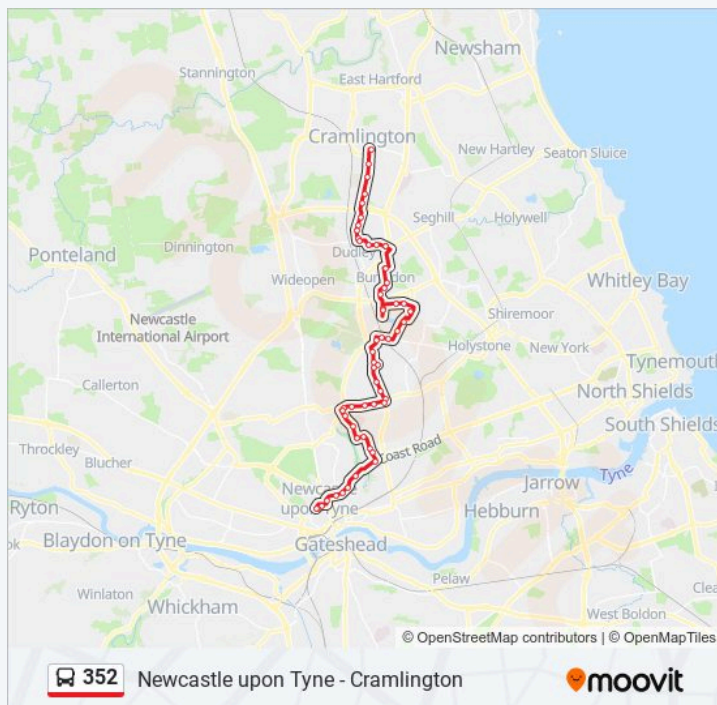 Newsham
Stannington
East Hartford
Cramlington
New Hartley
Seaton Sluice
Seghill
Holywell
Ponteland
Dinnington
Dudley
Wideopen
Whitley Bay
Newcastle
International Airport
Shiremoor
Holystone
New York
Tynemouth
Callerton
North Shields
South Shields
Throckley
Coast Road
Blucher
Tyne
Newcastle
upon Tyne
Jarrow
Ryton
Hebburn
Blaydon on Tyne
Gateshead
Pelaw
Winlaton
Whickham
West Boldon
© OpenStreetMap contributors | © OpenMapTiles
352
Newcastle upon Tyne - Cramlington
moovit